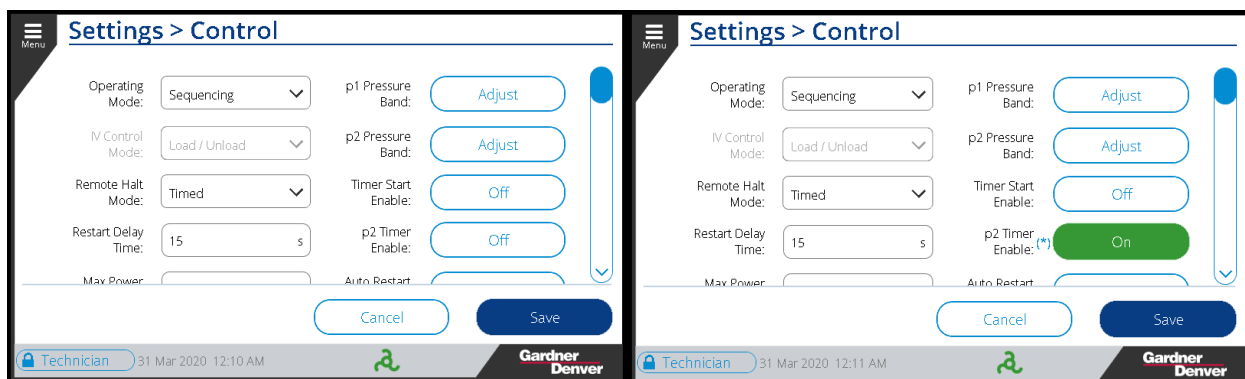 Settings > Control
Menu
Operating
Mode:
Sequencing
p1 Pressure
Band:
Adjust
IV Control
Mode:
Load / Unload
p2 Pressure
Band:
Adjust
Remote Halt
Mode:
Timed
Timer Start
Enable:
Off
Restart Delay
Time:
15
s
p2 Timer
Enable:
Off
Max Power
Auto Restart
Cancel
Save
Technician
31 Mar 2020 12:10 AM
Gardner
Denver
Settings > Control
Menu
Operating
Mode:
Sequencing
p1 Pressure
Band:
Adjust
IV Control
Mode:
Load / Unload
p2 Pressure
Band:
Adjust
Remote Halt
Mode:
Timed
Timer Start
Enable:
Off
Restart Delay
Time:
15
s
p2 Timer
Enable:
(*)
On
Max Power
Auto Restart
Cancel
Save
Technician
31 Mar 2020 12:11 AM
Gardner
Denver